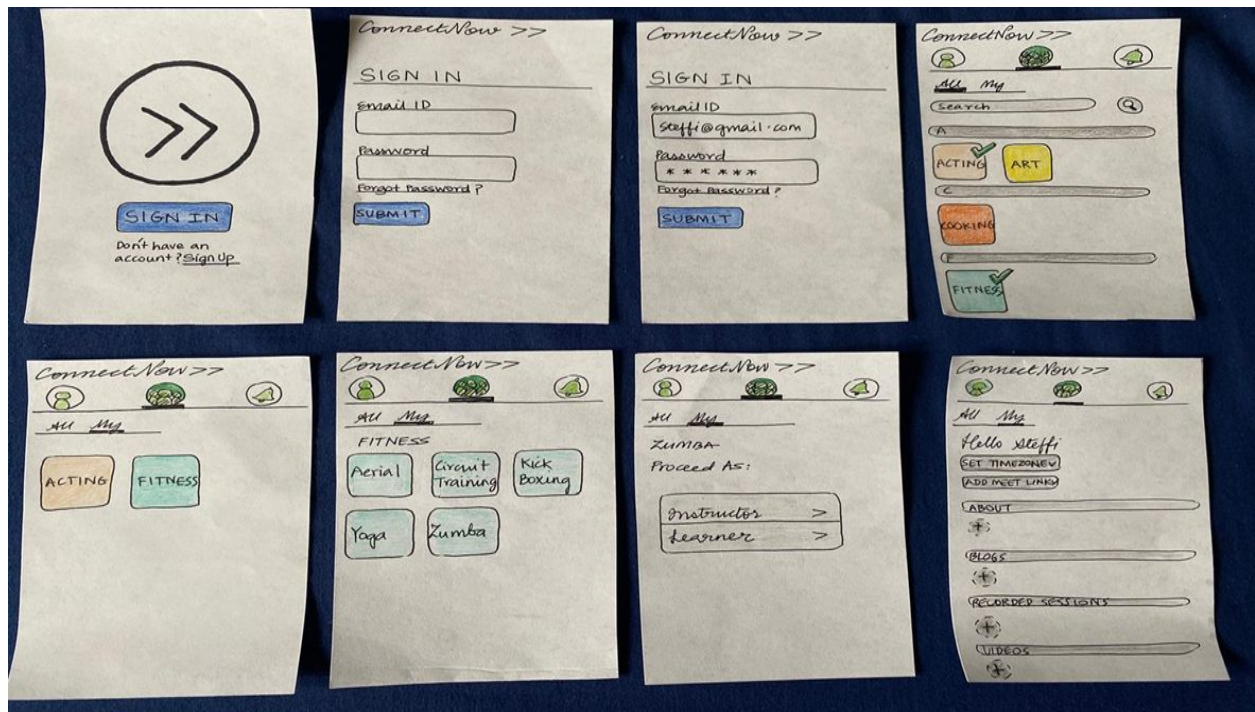 >>
SIGN IN
Don't have an
account? Sign Up
ConnectNow >>
SIGN IN
Email ID
Password
Forgot Password?
SUBMIT
ConnectNow >>
SIGN IN
Email ID
Steffi@gmail.com
Password
* * * * * *
Forgot Password?
SUBMIT
ConnectNow >>
All My
Search
A
ACTING ART
C
COOKING
F
FITNESS
ConnectNow >>
All My
ACTING FITNESS
ConnectNow >>
All My
FITNESS
Aerial Circuit Training Kick Boxing
Yoga Zumba
ConnectNow >>
All My
ZUMBA
Proceed As:
Instructor >
Learner >
ConnectNow >>
All My
Hello Steffi
SET TIMEZONE
ADD MEET LINK
ABOUT
+
BLOGS
+
RECORDED SESSIONS
+
VIDEOS
+